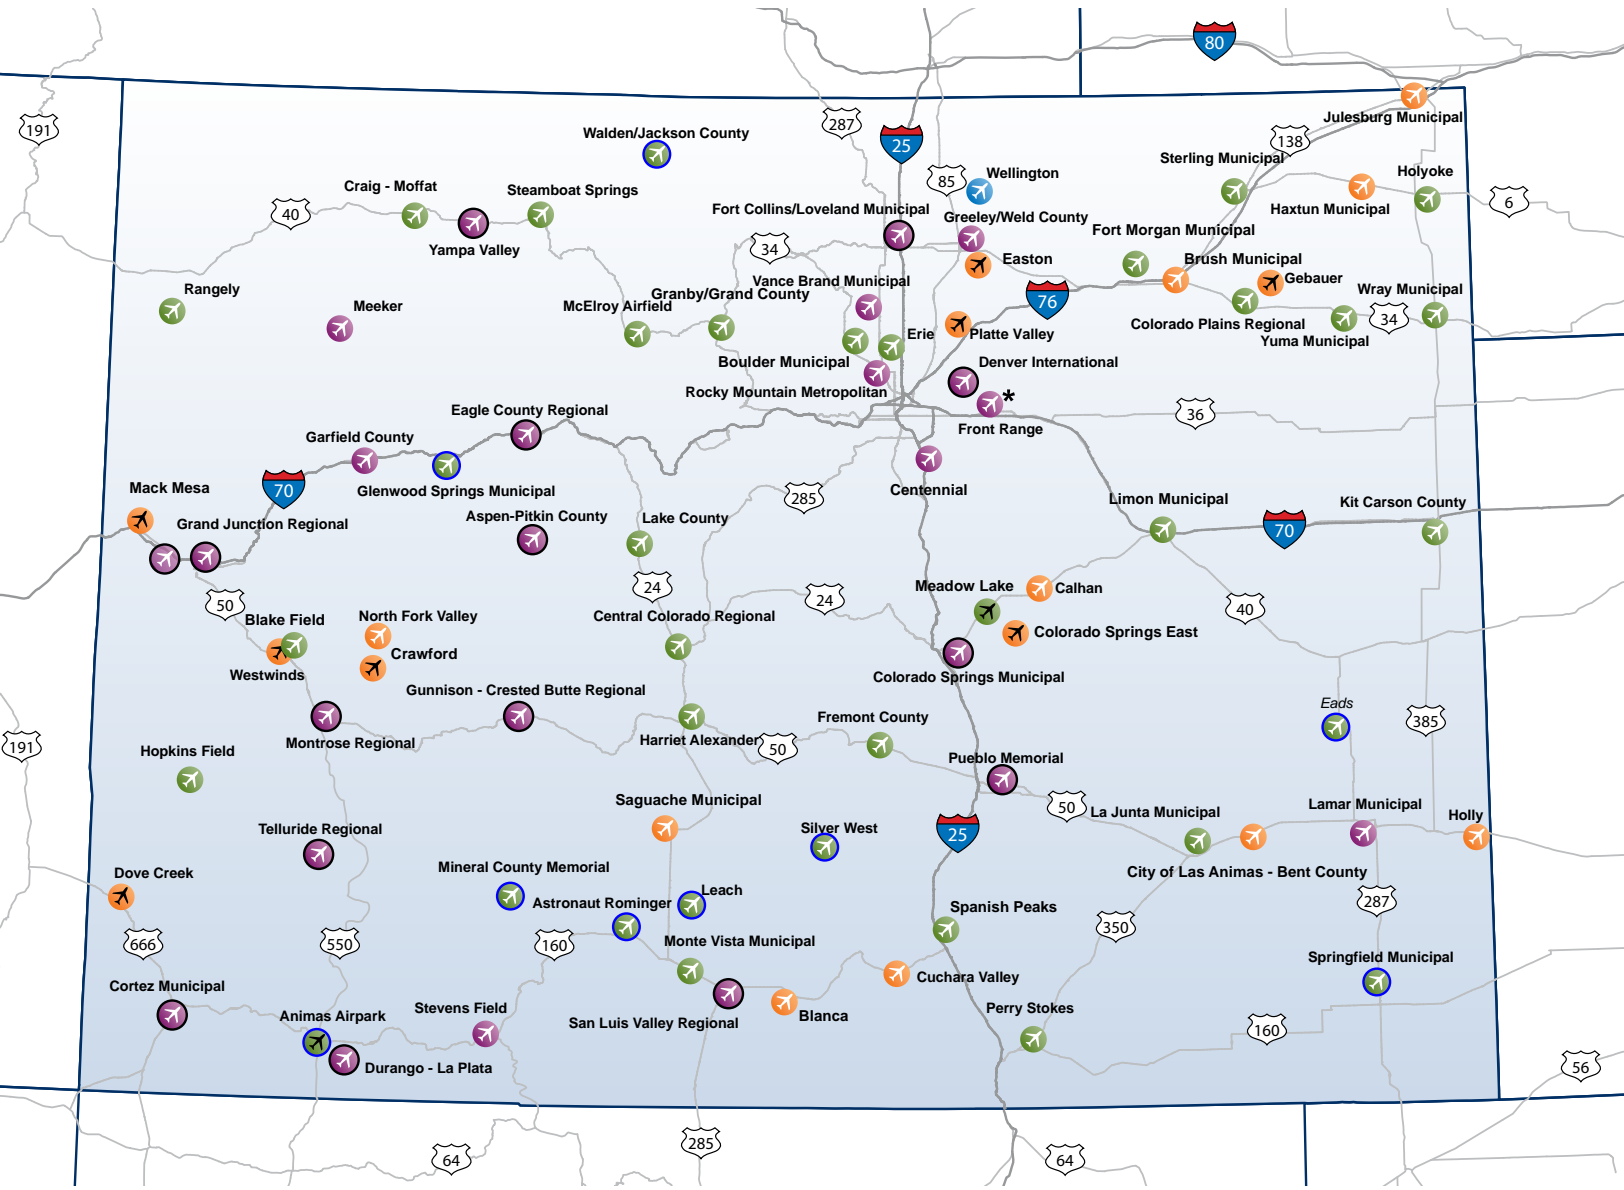 80
Julesburg Municipal
191
287
Walden/Jackson County
25
138
Sterling Municipal
85
Wellington
Holyoke
Craig - Moffat
Steamboat Springs
40
Haxtun Municipal
6
Fort Collins/Loveland Municipal
Greeley/Weld County
Yampa Valley
34
Fort Morgan Municipal
Easton
Brush Municipal
Gebauer
Rangely
Vance Brand Municipal
Wray Municipal
Meeker
McElroy Airfield
Granby/Grand County
76
34
Erie
Platte Valley
Colorado Plains Regional
Yuma Municipal
Boulder Municipal
Denver International
Rocky Mountain Metropolitan
*
Eagle County Regional
36
Front Range
Garfield County
70
Glenwood Springs Municipal
Centennial
Mack Mesa
285
Limon Municipal
Kit Carson County
Grand Junction Regional
Aspen-Pitkin County
Lake County
70
24
Meadow Lake
Calhan
50
24
40
Blake Field
North Fork Valley
Central Colorado Regional
Colorado Springs East
Crawford
Westwinds
Colorado Springs Municipal
Gunnison - Crested Butte Regional
Eads
Fremont County
385
191
Montrose Regional
Harriet Alexander
50
Hopkins Field
Pueblo Memorial
Saguache Municipal
50
La Junta Municipal
Lamar Municipal
Holly
Telluride Regional
Silver West
25
Dove Creek
Mineral County Memorial
City of Las Animas - Bent County
Leach
Astronaut Rominger
287
Spanish Peaks
350
666
550
160
Monte Vista Municipal
Springfield Municipal
Cuchara Valley
Cortez Municipal
Stevens Field
Perry Stokes
Animas Airpark
San Luis Valley Regional
Blanca
160
Durango - La Plata
56
285
64
64